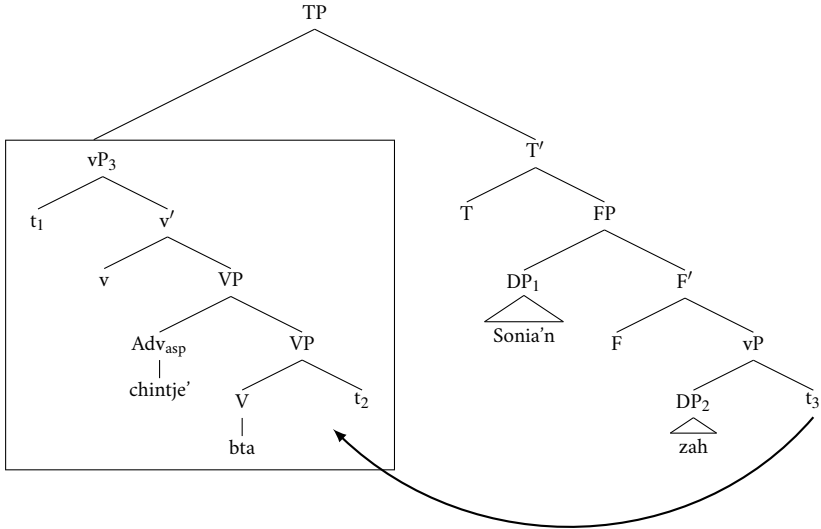 TP
vP₃ T′
t₁ v′ T FP
v VP DP₁ F′
Sonia’n
Advasp VP F vP
chintje’ V t₂ DP₂ t₃
bta zah